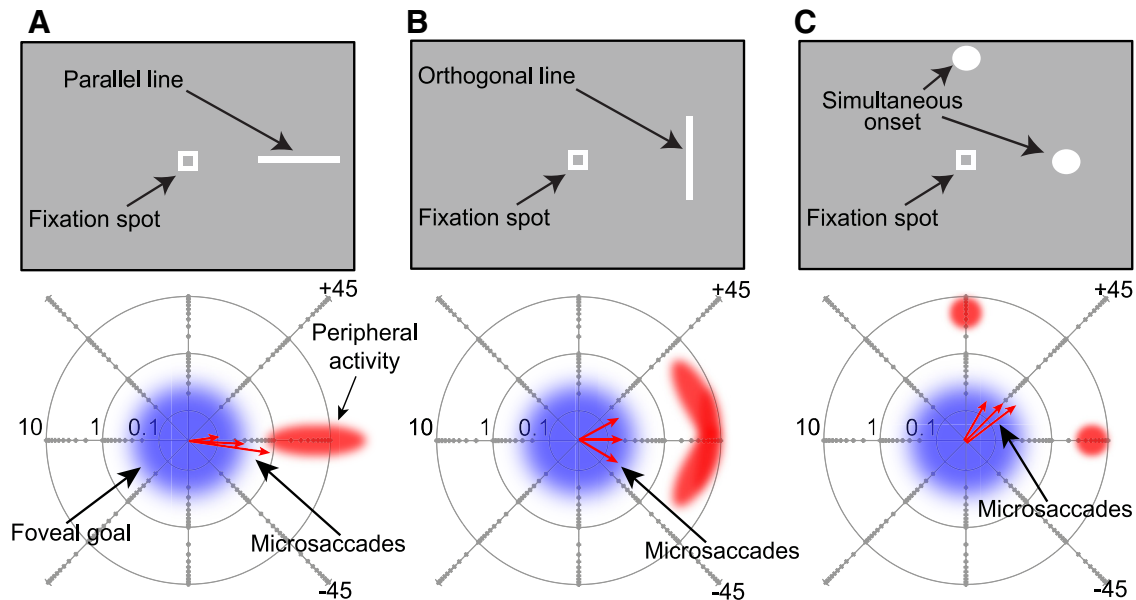 A
Parallel line
Fixation spot
+45
Peripheral
activity
10
1
0.1
Foveal goal
Microsaccades
-45
B
Orthogonal line
Fixation spot
+45
10
1
0.1
Microsaccades
-45
C
Simultaneous
onset
Fixation spot
+45
10
1
0.1
Microsaccades
-45